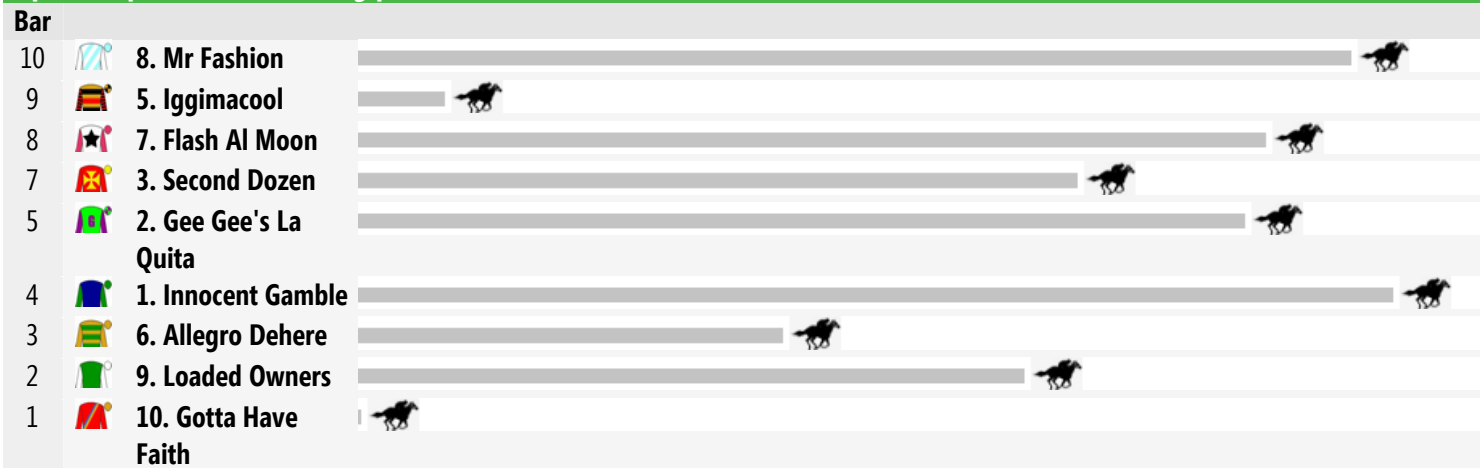 Bar
10 8. Mr Fashion
9 5. Iggimacool
8 7. Flash Al Moon
7 3. Second Dozen
5 G 2. Gee Gee's La
Quita
4 1. Innocent Gamble
3 6. Allegro Dehere
2 9. Loaded Owners
1 10. Gotta Have
Faith